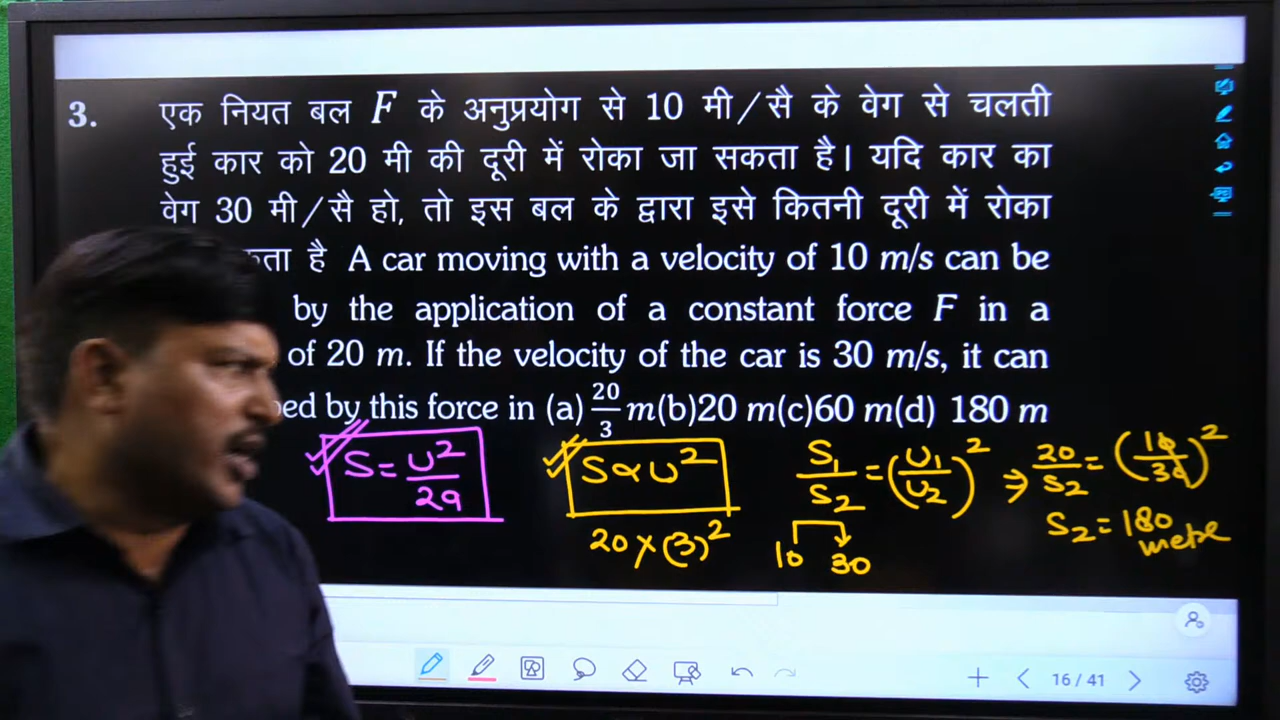 3. एक नियत बल F के अनुप्रयोग से 10 मी/सै के वेग से चलती
हुई कार को 20 मी की दूरी में रोका जा सकता है। यदि कार का
वेग 30 मी/सै हो, तो इस बल के द्वारा इसे कितनी दूरी में रोका
है A car moving with a velocity of 10 m/s can be
by the application of a constant force F in a
of 20 m. If the velocity of the car is 30 m/s, it can
by this force in (a) 20/3 m(b)20 m(c)60 m(d) 180 m
S = u²/2a
S ∝ u²
S₁/S₂ = (u₁/u₂)² ⇒ 20/S₂ = (10/30)²
20 × (3)²
10 30
S₂ = 180 metre
16 / 41